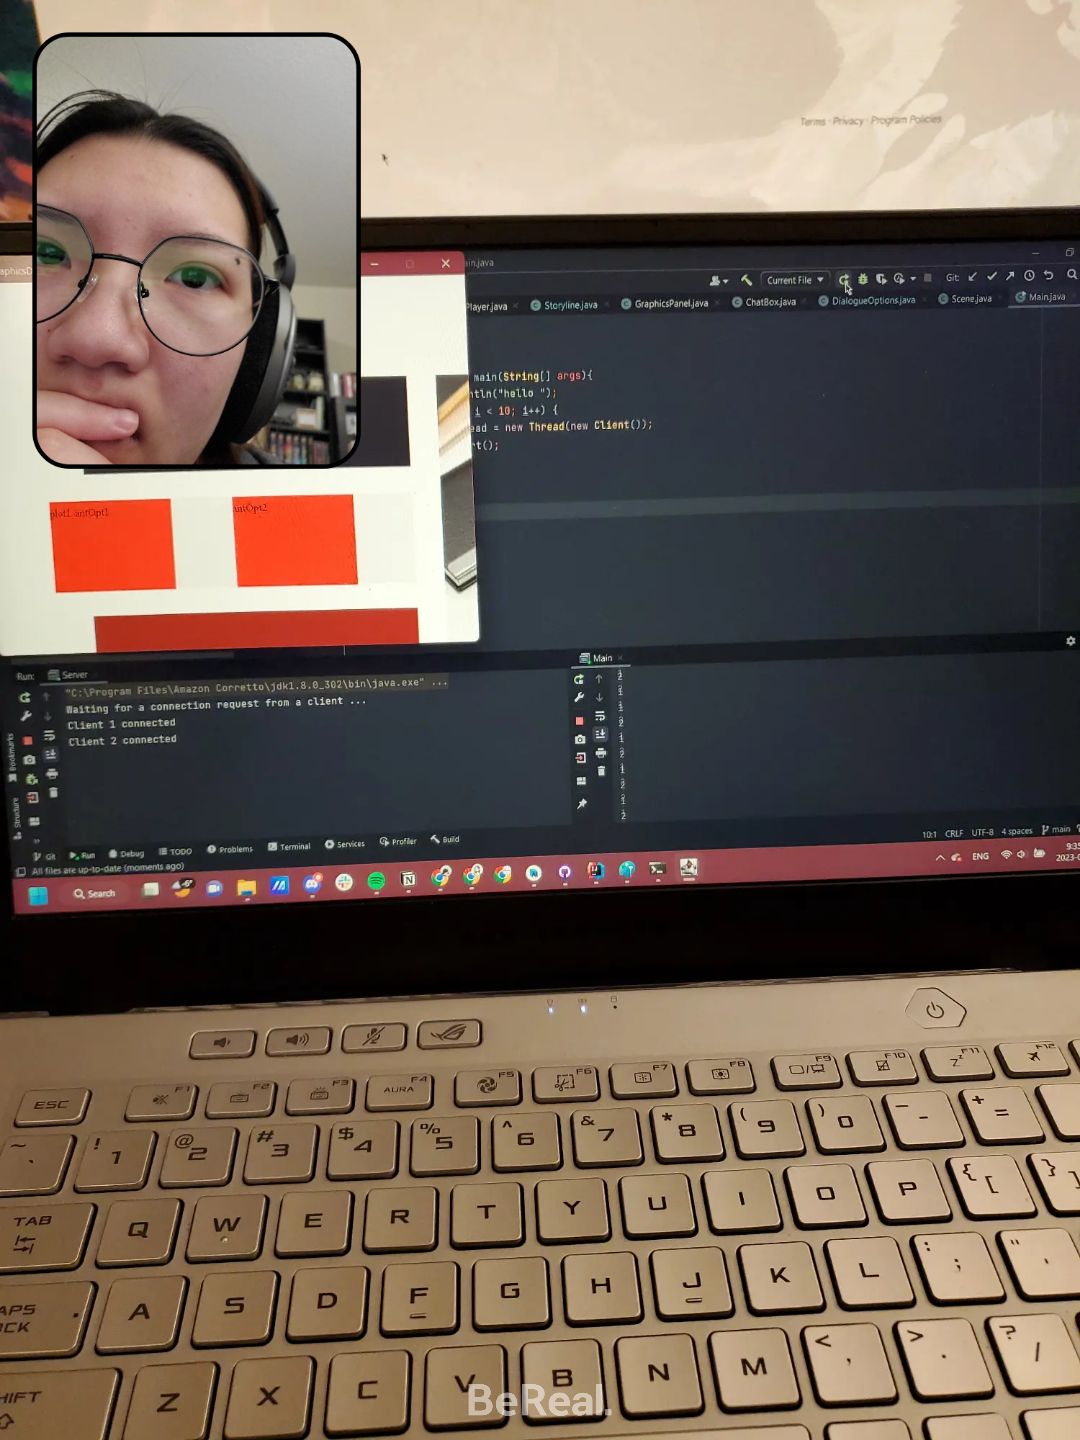 Terms · Privacy · Program Policies
ain.java
Current File
Git:
Player.java
Storyline.java
GraphicsPanel.java
ChatBox.java
DialogueOptions.java
Scene.java
Main.java
main(String[] args){
tln("hello ");
i < 10; i++) {
ead = new Thread(new Client());
t();
plot1 antOpt1
antOpt2
Run:
Server
Main
"C:\Program Files\Amazon Corretto\jdk1.8.0_302\bin\java.exe" ...
Waiting for a connection request from a client ...
Client 1 connected
Client 2 connected
2
1
1
2
1
2
1
2
1
2
Bookmarks
Structure
Git
Run
Debug
TODO
Problems
Terminal
Services
Profiler
Build
10:1 CRLF UTF-8 4 spaces main
All files are up-to-date (moments ago)
Search
ENG
9:35
2023-0
ESC
F1
F2
F3
AURA F4
F5
F6
F7
F8
F9
F10
Z F11
F12
~ `
! 1
@ 2
# 3
$ 4
% 5
^ 6
& 7
* 8
( 9
) 0
_ -
+ =
TAB
Q W E R T Y U I O P { [ } ]
APS
OCK
A S D F G H J K L : ; " '
HIFT
Z X C V B N M < , > . ? /
BeReal.